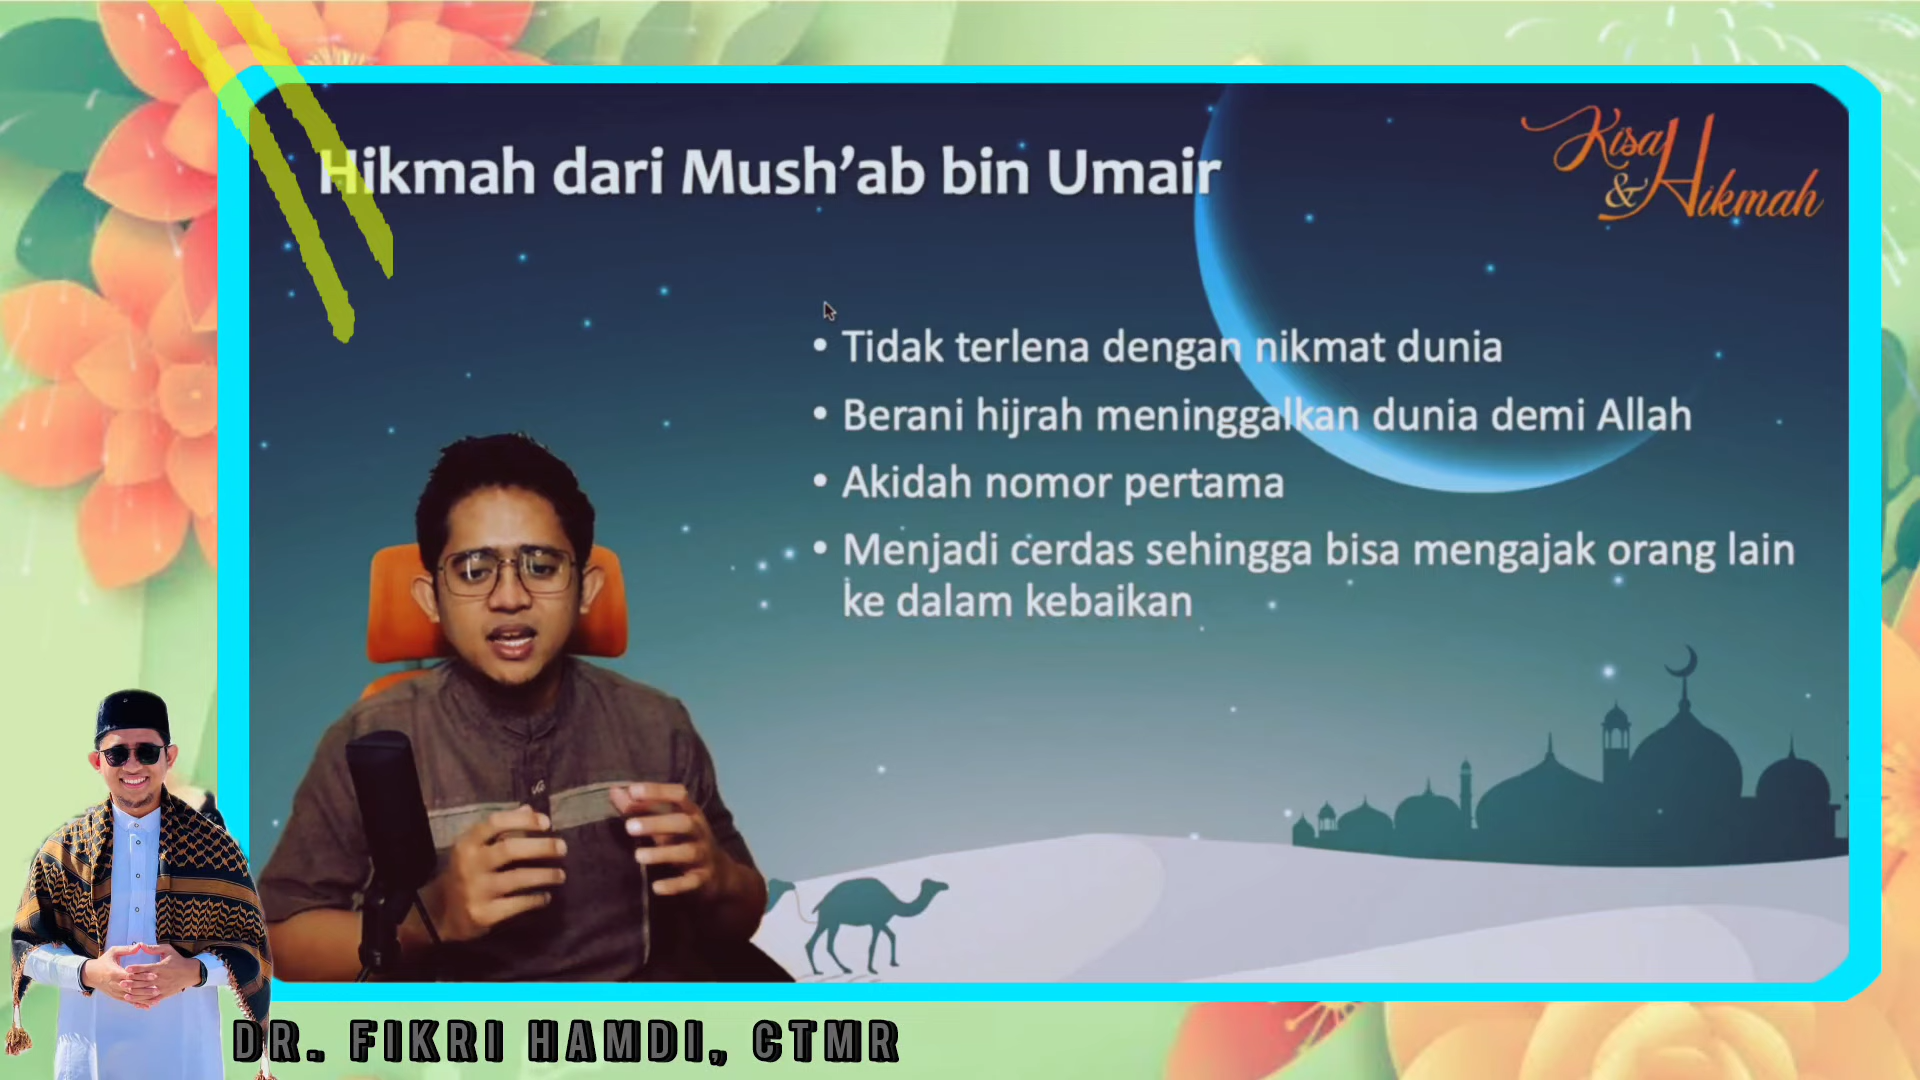 Hikmah dari Mush’ab bin Umair
Kisah
& Hikmah
• Tidak terlena dengan nikmat dunia
• Berani hijrah meninggalkan dunia demi Allah
• Akidah nomor pertama
• Menjadi cerdas sehingga bisa mengajak orang lain
ke dalam kebaikan
DR. FIKRI HAMDI, CTMR